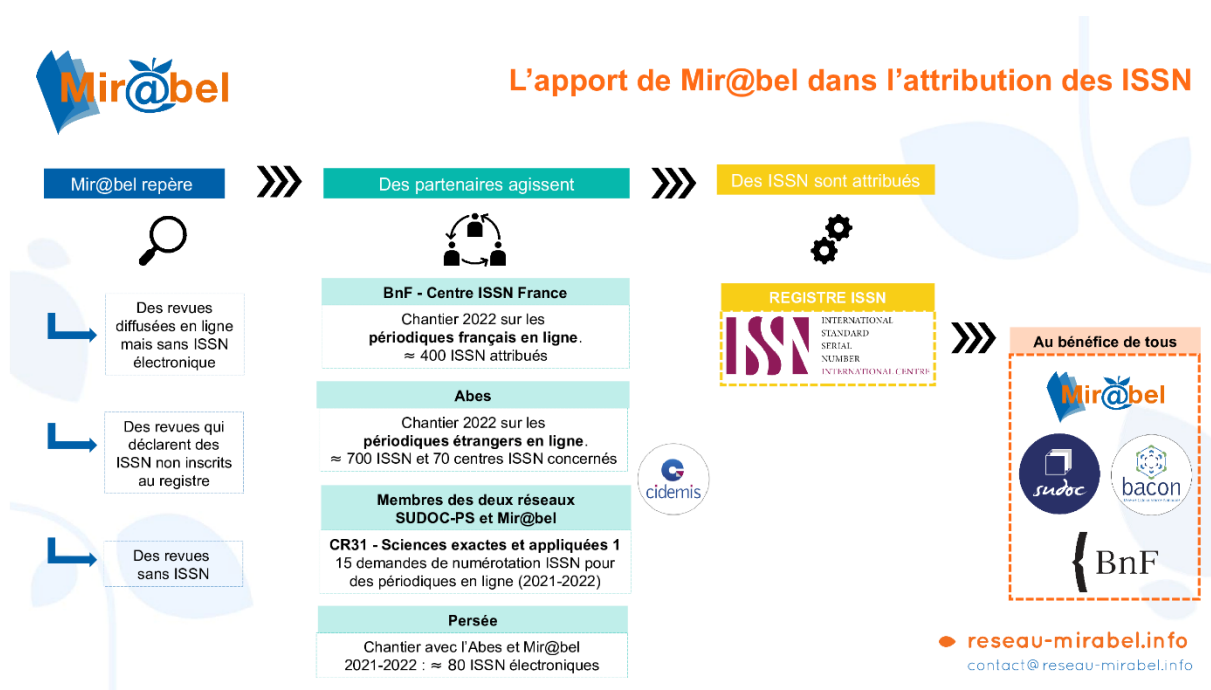 Mir@bel
L'apport de Mir@bel dans l'attribution des ISSN
Mir@bel repère
Des revues
diffusées en ligne
mais sans ISSN
électronique
Des revues qui
déclarent des
ISSN non inscrits
au registre
Des revues
sans ISSN
Des partenaires agissent
BnF - Centre ISSN France
Chantier 2022 sur les
périodiques français en ligne.
≈ 400 ISSN attribués
Abes
Chantier 2022 sur les
périodiques étrangers en ligne.
≈ 700 ISSN et 70 centres ISSN concernés
Membres des deux réseaux
SUDOC-PS et Mir@bel
CR31 - Sciences exactes et appliquées 1
15 demandes de numérotation ISSN pour
des périodiques en ligne (2021-2022)
Persée
Chantier avec l'Abes et Mir@bel
2021-2022 : ≈ 80 ISSN électroniques
cidemis
Des ISSN sont attribués
REGISTRE ISSN
ISSN
INTERNATIONAL
STANDARD
SERIAL
NUMBER
INTERNATIONAL CENTRE
Au bénéfice de tous
Mir@bel
sudoc
bacon
BnF
reseau-mirabel.info
contact@reseau-mirabel.info